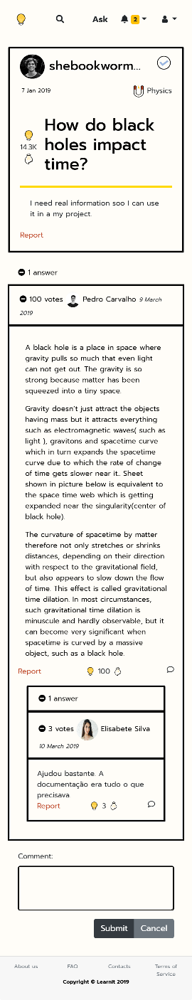 Ask
2
shebookworm...
7 Jan 2019
Physics
14.3K
How do black
holes impact
time?
I need real information soo I can use
it in a my project.
Report
1 answer
100 votes Pedro Carvalho 9 March
2019
A black hole is a place in space where
gravity pulls so much that even light
can not get out. The gravity is so
strong because matter has been
squeezed into a tiny space.
Gravity doesn't just attract the objects
having mass but it attracts everything
such as electromagnetic waves( such as
light ), gravitons and spacetime curve
which in turn expands the spacetime
curve due to which the rate of change
of time gets slower near it.. Sheet
shown in picture below is equivalent to
the space time web which is getting
expanded near the singularity(center of
black hole).
The curvature of spacetime by matter
therefore not only stretches or shrinks
distances, depending on their direction
with respect to the gravitational field,
but also appears to slow down the flow
of time. This effect is called gravitational
time dilation. In most circumstances,
such gravitational time dilation is
minuscule and hardly observable, but it
can become very significant when
spacetime is curved by a massive
object, such as a black hole.
Report 100
1 answer
3 votes Elisabete Silva
10 March 2019
Ajudou bastante. A
documentação era tudo o que
precisava.
Report 3
Comment:
Submit Cancel
About us FAQ Contacts Terms of
Service
Copyright © LearnIt 2019